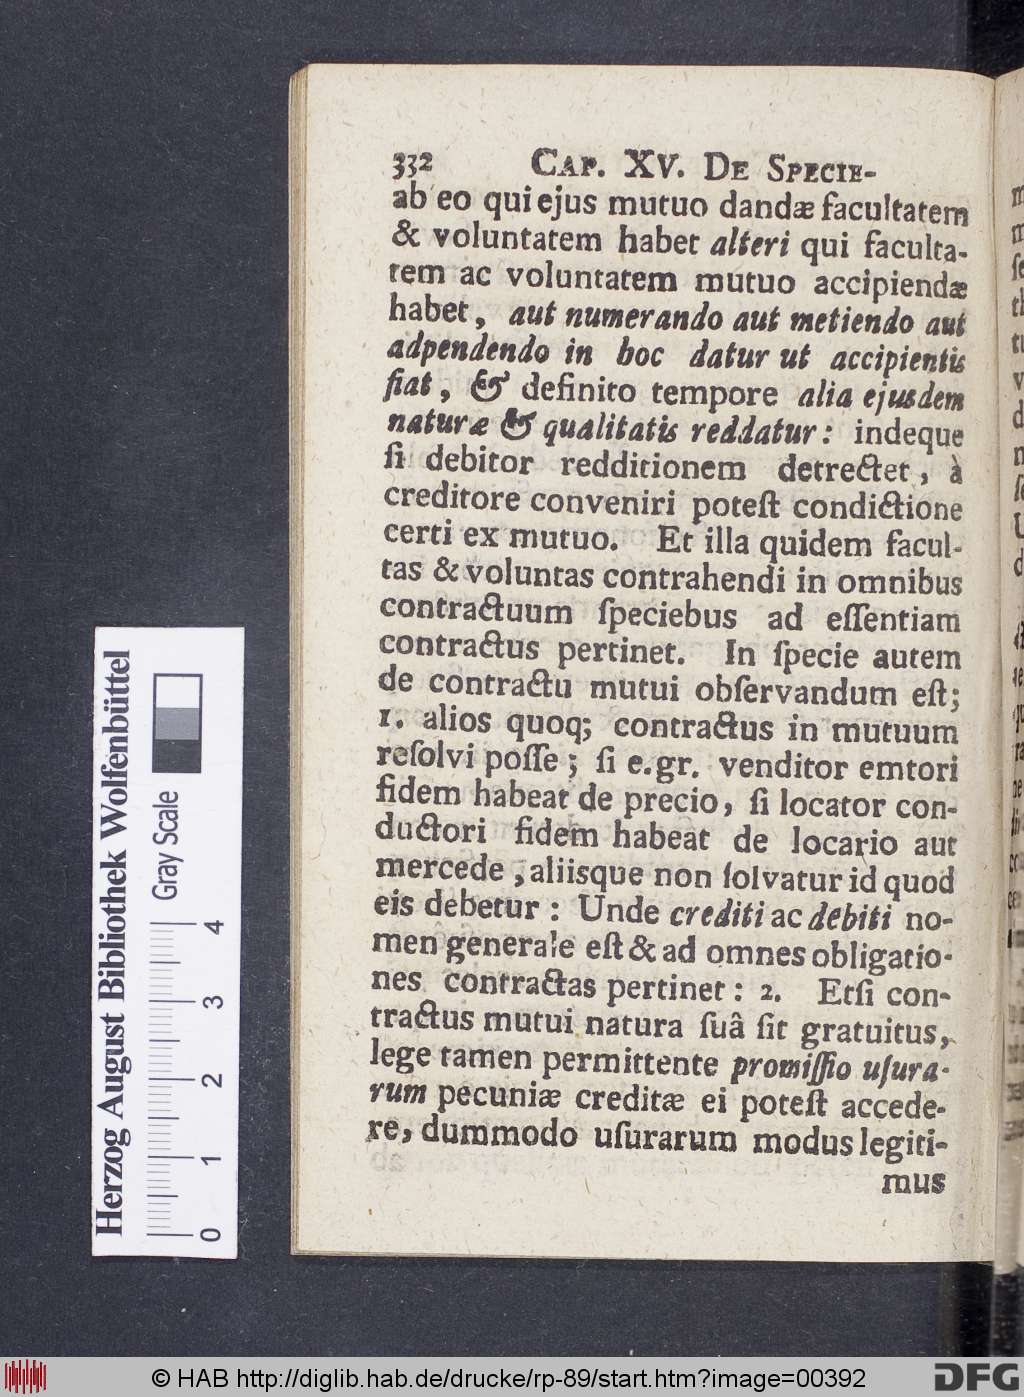 332 CAP. XV. DE SPECIE-
ab eo qui ejus mutuo dandæ facultatem
& voluntatem habet alteri qui faculta-
tem ac voluntatem mutuo accipiendæ
habet, aut numerando aut metiendo aut
adpendendo in hoc datur ut accipientis
fiat, & definito tempore alia ejusdem
naturæ & qualitatis reddatur: indeque
ſi debitor redditionem detrectet, à
creditore conveniri poteſt condictione
certi ex mutuo. Et illa quidem facul-
tas & voluntas contrahendi in omnibus
contractuum ſpeciebus ad eſſentiam
contractus pertinet. In ſpecie autem
de contractu mutui obſervandum eſt;
1. alios quoq; contractus in mutuum
reſolvi poſſe; ſi e.gr. venditor emtori
fidem habeat de precio, ſi locator con-
ductori fidem habeat de locario aut
mercede, aliisque non ſolvatur id quod
eis debetur: Unde crediti ac debiti no-
men generale eſt & ad omnes obligatio-
nes contractas pertinet: 2. Etſi con-
tractus mutui natura ſuâ ſit gratuitus,
lege tamen permittente promiſſio uſura-
rum pecuniæ creditæ ei poteſt accede-
re, dummodo uſurarum modus legiti-
mus
Herzog August Bibliothek Wolfenbüttel
Gray Scale
0 1 2 3 4
© HAB http://diglib.hab.de/drucke/rp-89/start.htm?image=00392
DFG